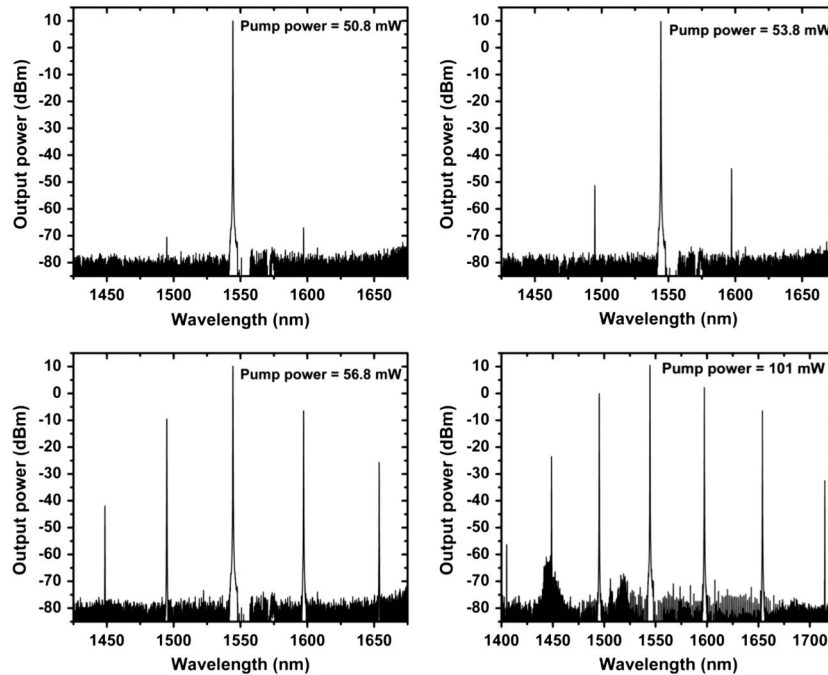 Pump power = 50.8 mW
Output power (dBm)
10
0
-10
-20
-30
-40
-50
-60
-70
-80
1450 1500 1550 1600 1650
Wavelength (nm)
Pump power = 53.8 mW
Output power (dBm)
10
0
-10
-20
-30
-40
-50
-60
-70
-80
1450 1500 1550 1600 1650
Wavelength (nm)
Pump power = 56.8 mW
Output power (dBm)
10
0
-10
-20
-30
-40
-50
-60
-70
-80
1450 1500 1550 1600 1650
Wavelength (nm)
Pump power = 101 mW
Output power (dBm)
10
0
-10
-20
-30
-40
-50
-60
-70
-80
1400 1450 1500 1550 1600 1650 1700
Wavelength (nm)